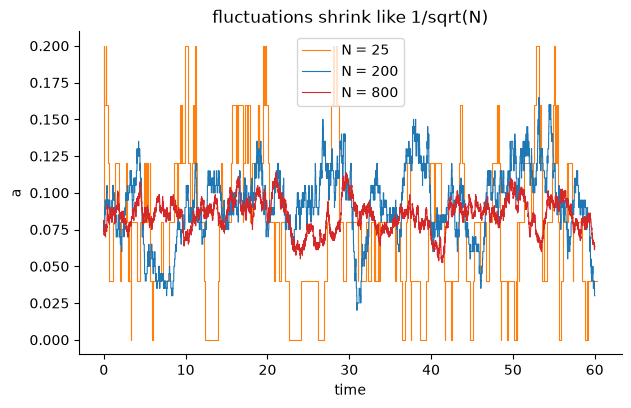 fluctuations shrink like 1/sqrt(N)
N = 25
N = 200
N = 800
0.200
0.175
0.150
0.125
0.100
0.075
0.050
0.025
0.000
a
0 10 20 30 40 50 60
time